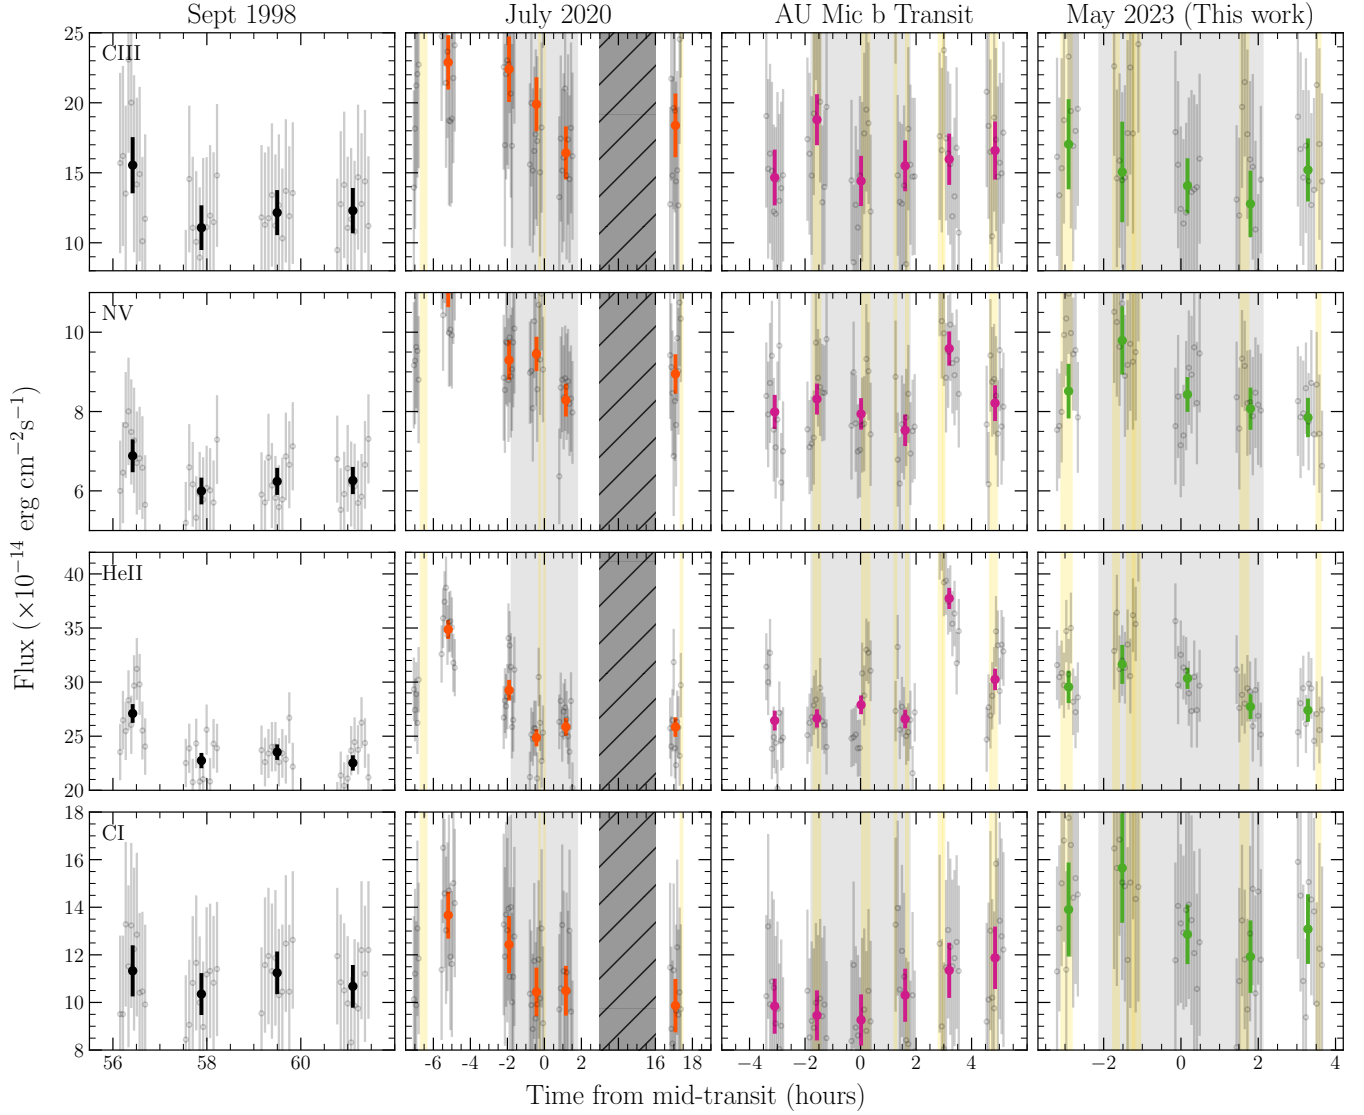 Sept 1998 July 2020 AU Mic b Transit May 2023 (This work)
CIII
25
20
15
10
NV
10
8
6
HeII
40
35
30
25
20
CI
18
16
14
12
10
8
56 58 60 -6 -4 -2 0 16 18 −4 −2 0 2 4 −2 0 2 4
Flux (×10⁻¹⁴ erg cm⁻²s⁻¹)
Time from mid-transit (hours)